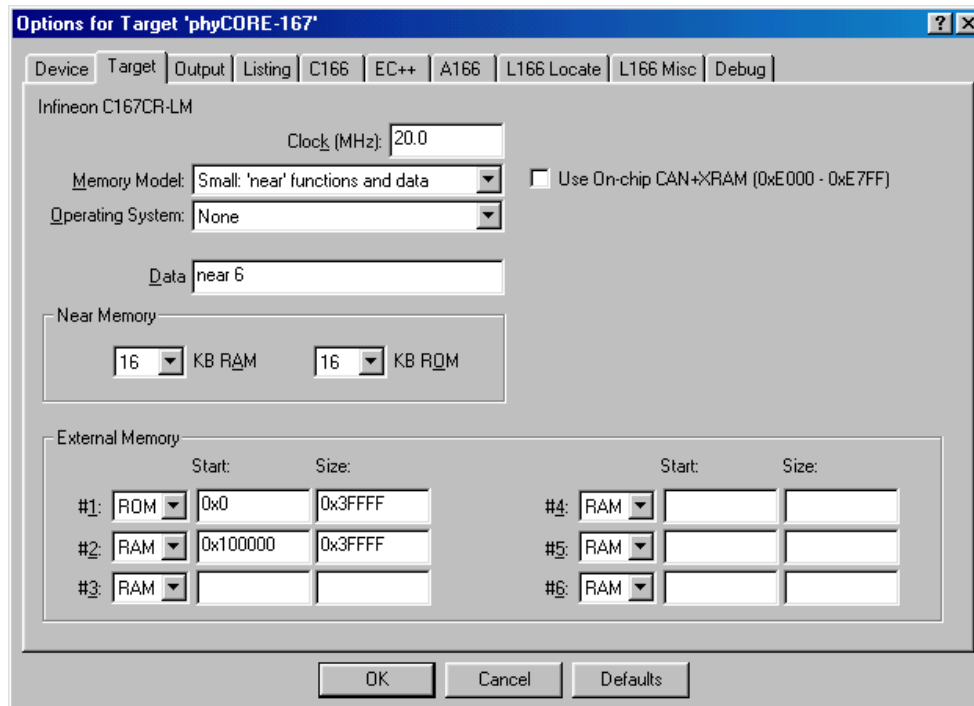 Options for Target 'phyCORE-167'
Device Target Output Listing C166 EC++ A166 L166 Locate L166 Misc Debug
Infineon C167CR-LM
Clock (MHz): 20.0
Memory Model: Small: 'near' functions and data Use On-chip CAN+XRAM (0xE000 - 0xE7FF)
Operating System: None
Data near 6
Near Memory
16 KB RAM 16 KB ROM
External Memory
Start: Size: Start: Size:
#1: ROM 0x0 0x3FFFF #4: RAM
#2: RAM 0x100000 0x3FFFF #5: RAM
#3: RAM #6: RAM
OK Cancel Defaults